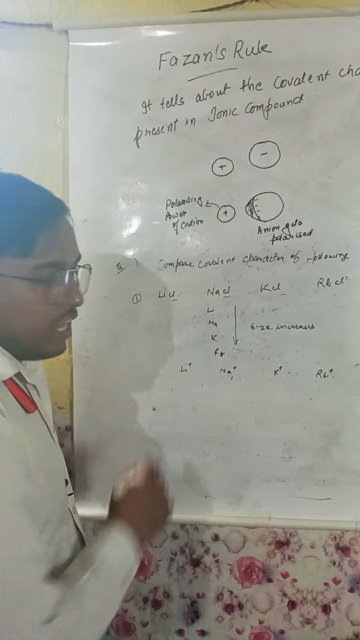 Fazan's Rule
It tells about the Covalent cha
present in Ionic Compound
+ −
Polarising
Power
of Cation
+
Anion gets
polarised
Q 1 Compare covalent character of following
① LiCl NaCl KCl RbCl
Li
Na
K
size increases
Li⁺ Na⁺ K⁺ Rb⁺